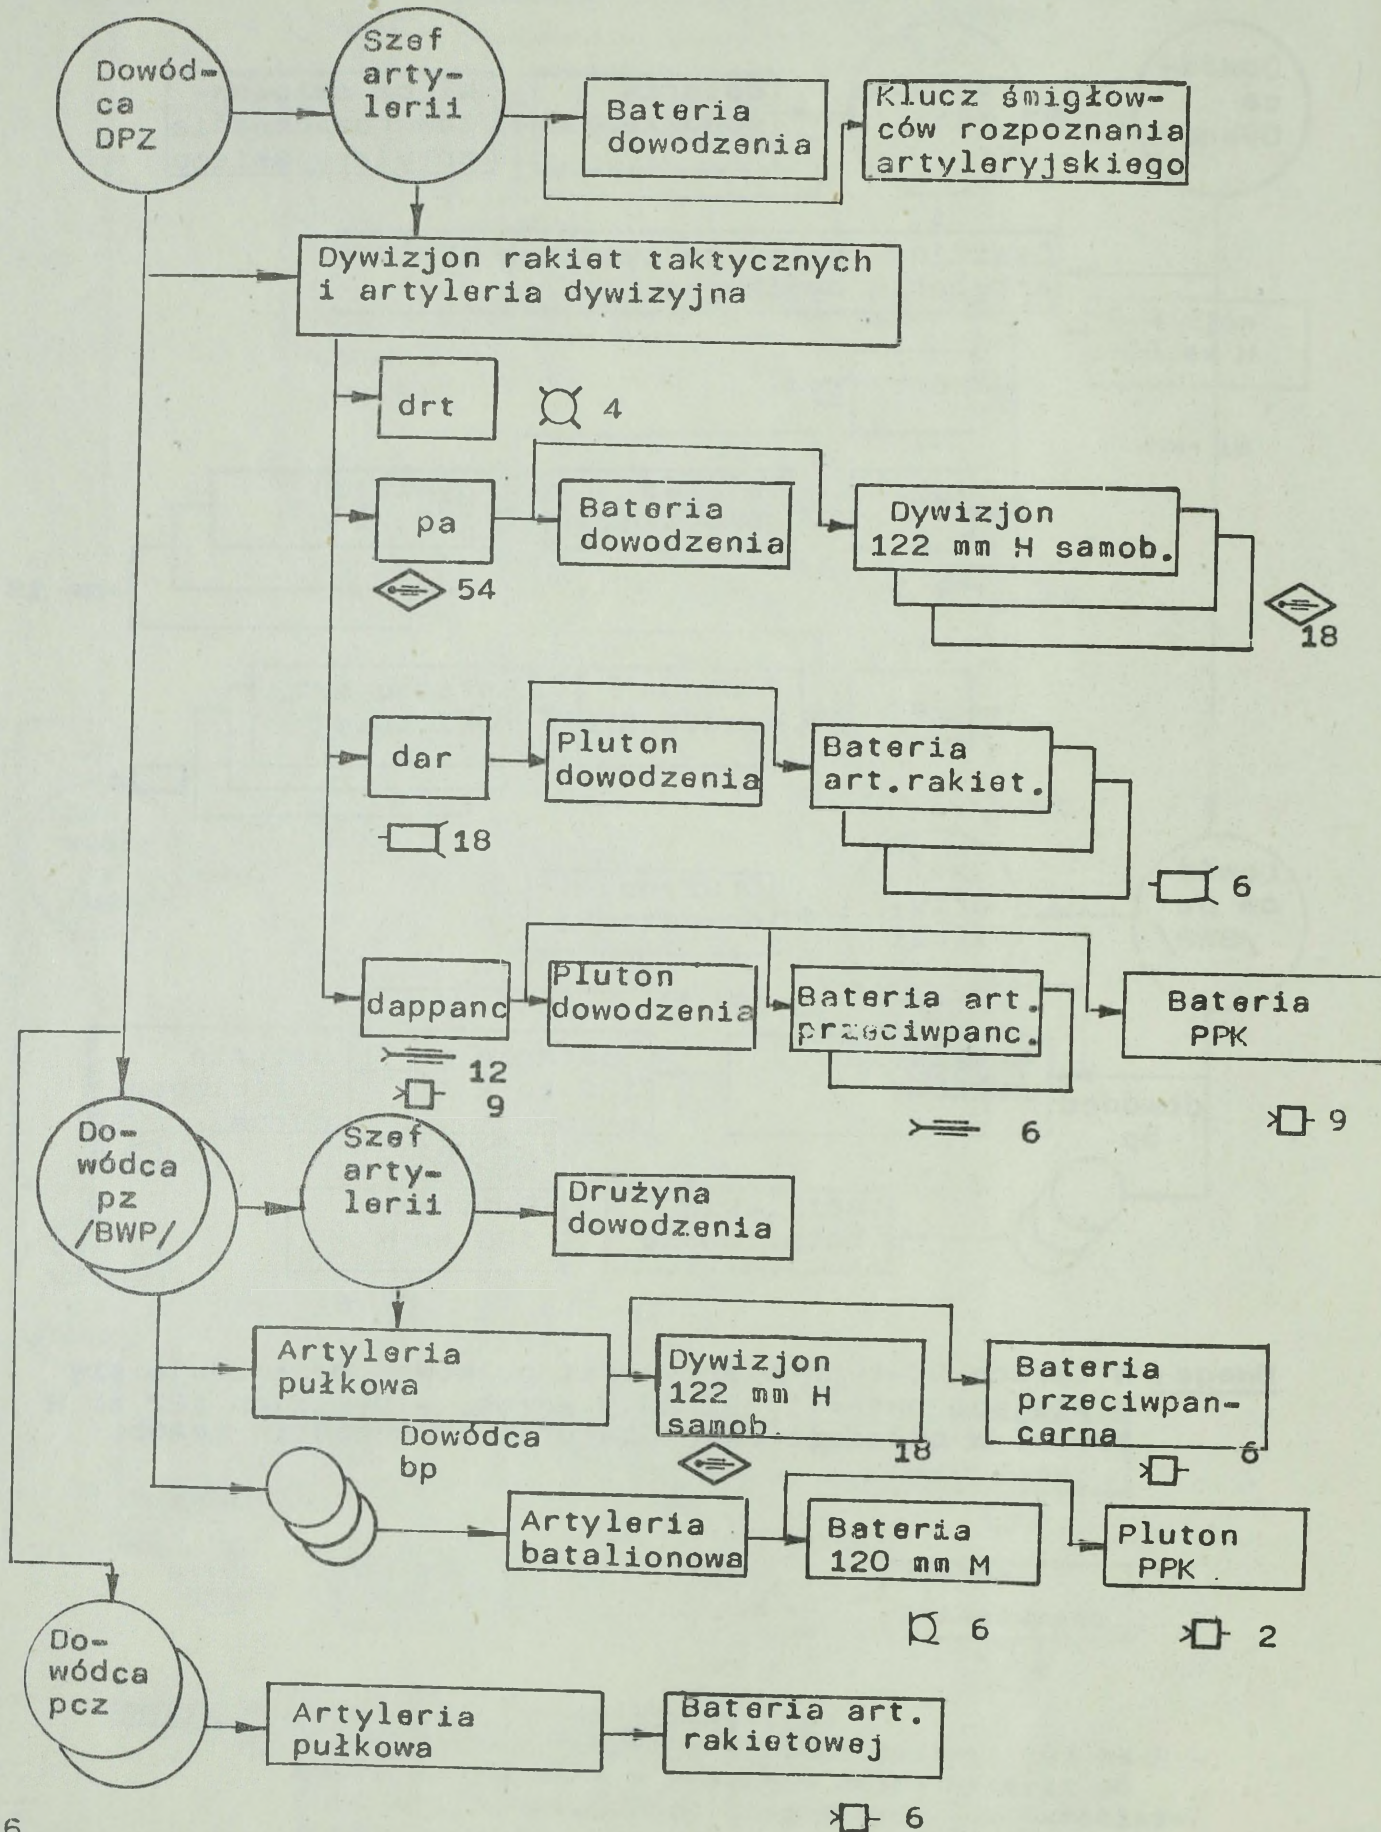 Dowód-
ca
DPZ
Szef
arty-
lerii
Bateria
dowodzenia
Klucz śmigłow-
ców rozpoznania
artyleryjskiego
Dywizjon rakiet taktycznych
i artyleria dywizyjna
drt
4
pa
54
Bateria
dowodzenia
Dywizjon
122 mm H samob.
18
dar
18
Pluton
dowodzenia
Bateria
art.rakiet.
6
dappanc
12
9
Pluton
dowodzenia
Bateria art.
przeciwpanc.
6
Bateria
PPK
9
Do-
wódca
pz
/BWP/
Szef
arty-
lerii
Drużyna
dowodzenia
Artyleria
pułkowa
Dywizjon
122 mm H
samob.
18
Bateria
przeciwpan-
cerna
6
Dowódca
bp
Artyleria
batalionowa
Bateria
120 mm M
6
Pluton
PPK
2
Do-
wódca
pcz
Artyleria
pułkowa
Bateria art.
rakietowej
6
6